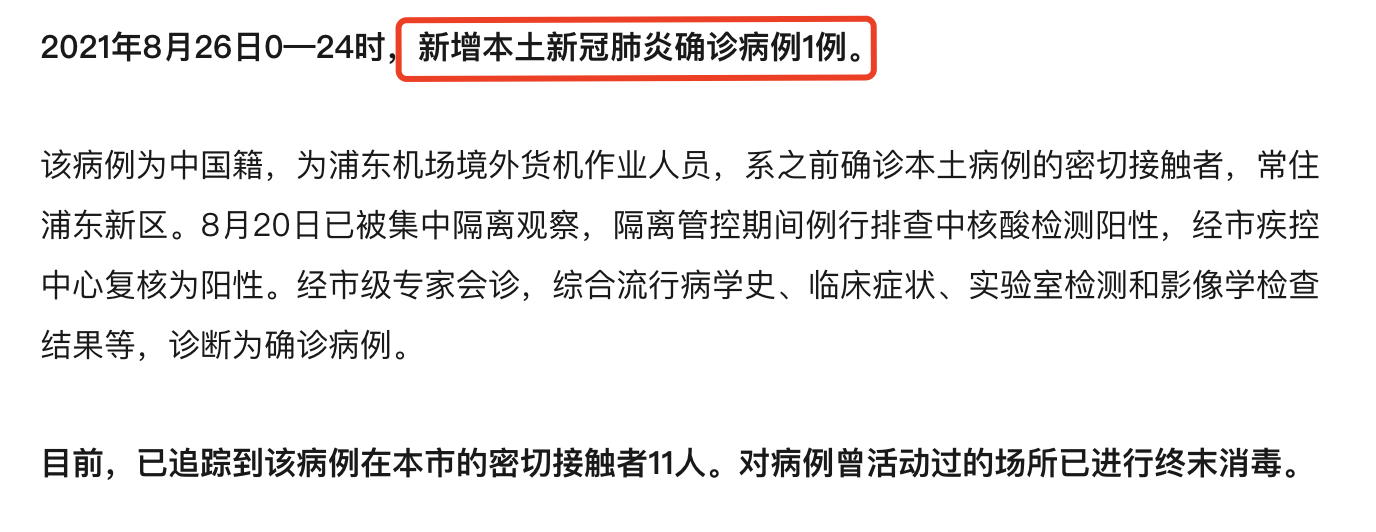 2021年8月26日0—24时，新增本土新冠肺炎确诊病例1例。
该病例为中国籍，为浦东机场境外货机作业人员，系之前确诊本土病例的密切接触者，常住
浦东新区。8月20日已被集中隔离观察，隔离管控期间例行排查中核酸检测阳性，经市疾控
中心复核为阳性。经市级专家会诊，综合流行病学史、临床症状、实验室检测和影像学检查
结果等，诊断为确诊病例。
目前，已追踪到该病例在本市的密切接触者11人。对病例曾活动过的场所已进行终末消毒。